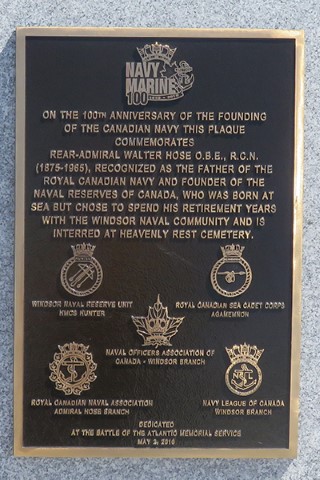 NAVY
MARINE
100
ON THE 100TH ANNIVERSARY OF THE FOUNDING
OF THE CANADIAN NAVY THIS PLAQUE
COMMEMORATES
REAR-ADMIRAL WALTER HOSE O.B.E., R.C.N.
(1875-1965), RECOGNIZED AS THE FATHER OF THE
ROYAL CANADIAN NAVY AND FOUNDER OF THE
NAVAL RESERVES OF CANADA, WHO WAS BORN AT
SEA BUT CHOSE TO SPEND HIS RETIREMENT YEARS
WITH THE WINDSOR NAVAL COMMUNITY AND IS
INTERRED AT HEAVENLY REST CEMETERY.
WINDSOR NAVAL RESERVE UNIT
HMCS HUNTER
ROYAL CANADIAN SEA CADET CORPS
AGAMEMNON
NAVAL OFFICERS ASSOCIATION OF
CANADA - WINDSOR BRANCH
ROYAL CANADIAN NAVAL ASSOCIATION
ADMIRAL HOSE BRANCH
NAVY LEAGUE OF CANADA
WINDSOR BRANCH
DEDICATED
AT THE BATTLE OF THE ATLANTIC MEMORIAL SERVICE
MAY 2, 2010